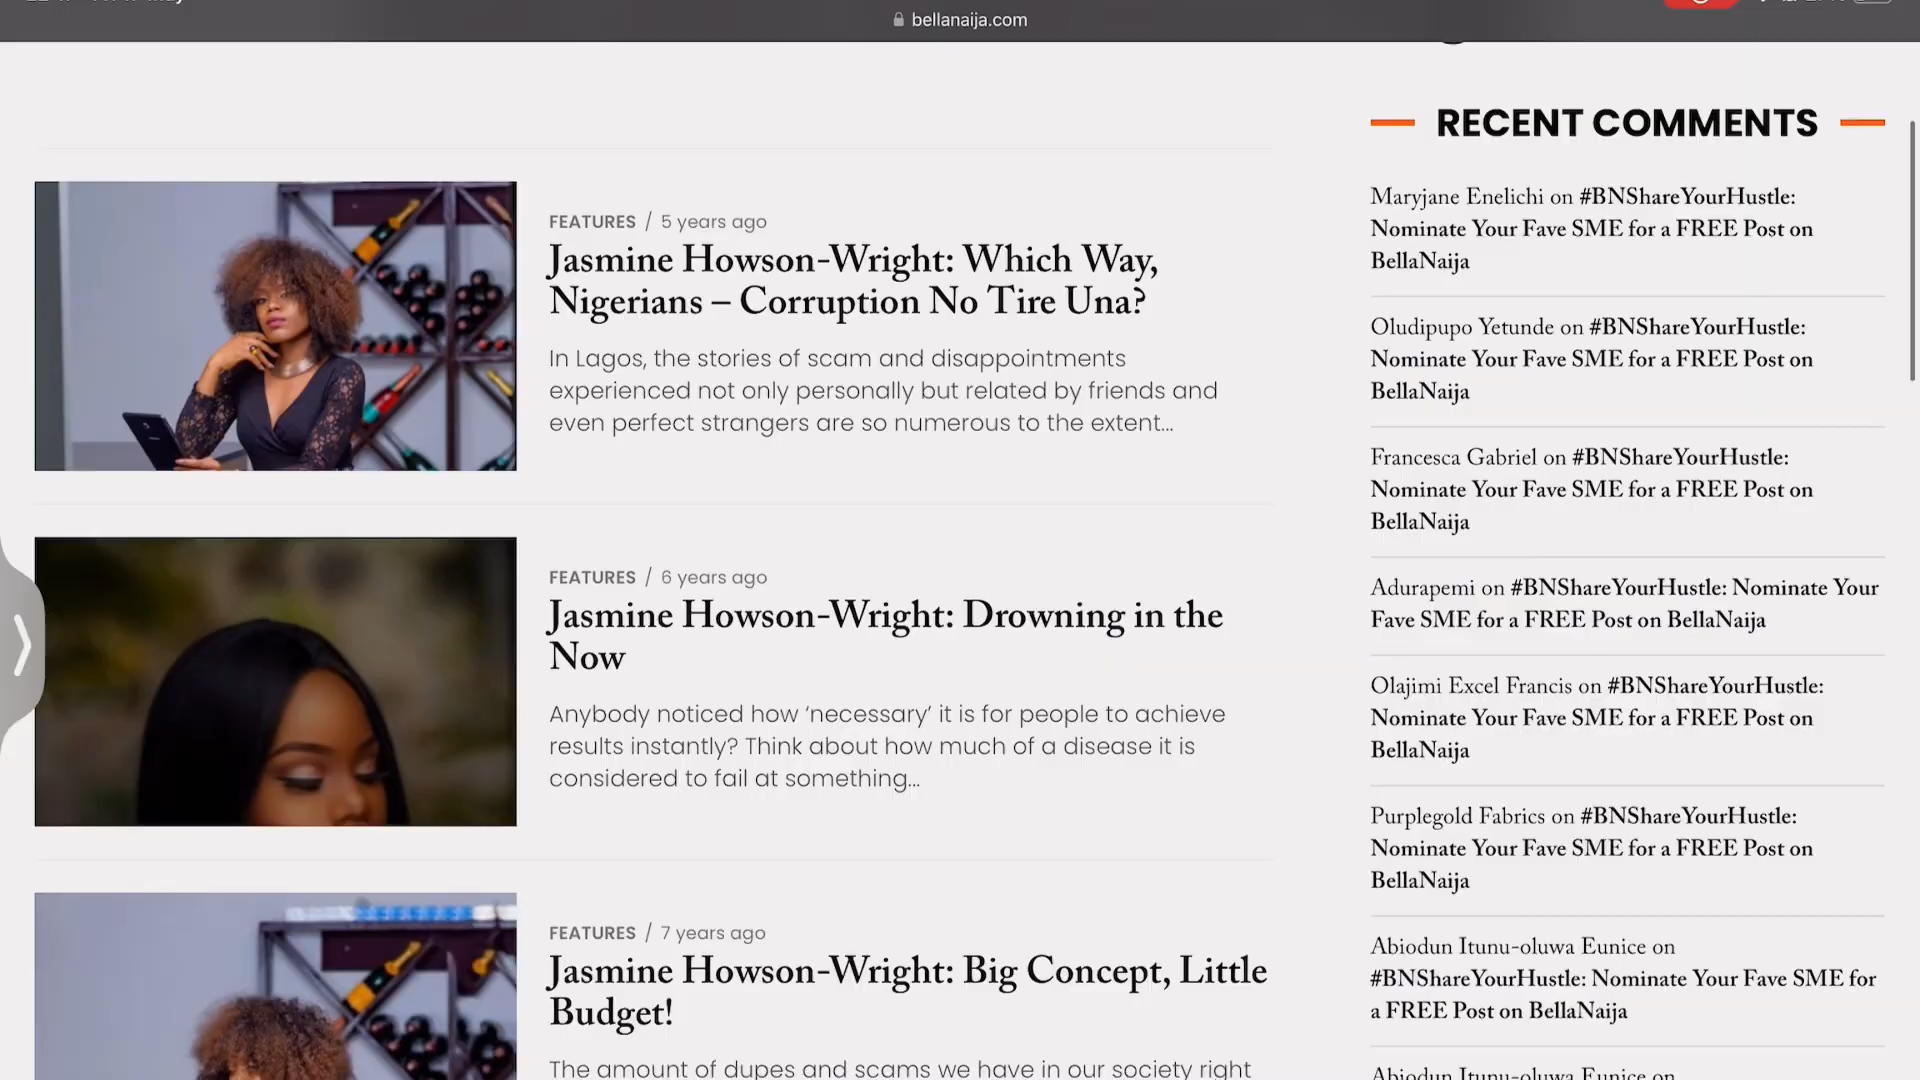 bellanaija.com
FEATURES / 5 years ago
Jasmine Howson-Wright: Which Way,
Nigerians – Corruption No Tire Una?
In Lagos, the stories of scam and disappointments
experienced not only personally but related by friends and
even perfect strangers are so numerous to the extent...
FEATURES / 6 years ago
Jasmine Howson-Wright: Drowning in the
Now
Anybody noticed how ‘necessary’ it is for people to achieve
results instantly? Think about how much of a disease it is
considered to fail at something...
FEATURES / 7 years ago
Jasmine Howson-Wright: Big Concept, Little
Budget!
The amount of dupes and scams we have in our society right
RECENT COMMENTS
Maryjane Enelichi on #BNShareYourHustle:
Nominate Your Fave SME for a FREE Post on
BellaNaija
Oludipupo Yetunde on #BNShareYourHustle:
Nominate Your Fave SME for a FREE Post on
BellaNaija
Francesca Gabriel on #BNShareYourHustle:
Nominate Your Fave SME for a FREE Post on
BellaNaija
Adurapemi on #BNShareYourHustle: Nominate Your
Fave SME for a FREE Post on BellaNaija
Olajimi Excel Francis on #BNShareYourHustle:
Nominate Your Fave SME for a FREE Post on
BellaNaija
Purplegold Fabrics on #BNShareYourHustle:
Nominate Your Fave SME for a FREE Post on
BellaNaija
Abiodun Itunu-oluwa Eunice on
#BNShareYourHustle: Nominate Your Fave SME for
a FREE Post on BellaNaija
Abiodun Itunu-oluwa Eunice on